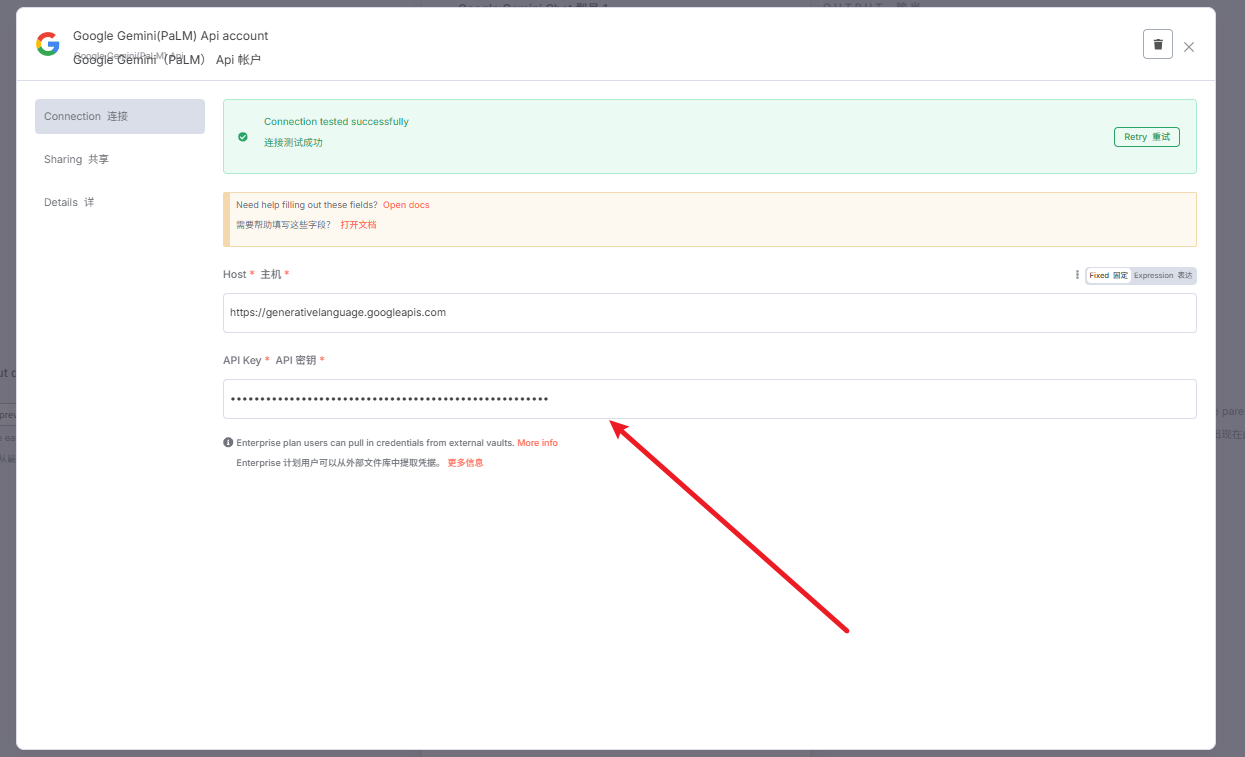 Google Gemini(PaLM) Api account
Google Gemini(PaLM) Api
Google Gemini（PaLM） Api 帐户
Connection 连接
Sharing 共享
Details 详
Connection tested successfully
连接测试成功
Retry 重试
Need help filling out these fields? Open docs
需要帮助填写这些字段？ 打开文档
Host * 主机 *
Fixed 固定 Expression 表达
https://generativelanguage.googleapis.com
API Key * API 密钥 *
Enterprise plan users can pull in credentials from external vaults. More info
Enterprise 计划用户可以从外部文件库中提取凭据。 更多信息